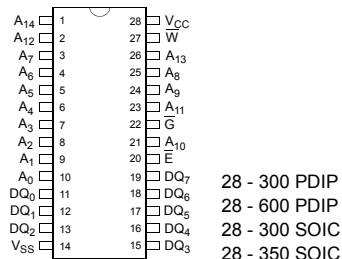 A14 1 28 VCC
A12 2 27 W̅
A7 3 26 A13
A6 4 25 A8
A5 5 24 A9
A4 6 23 A11
A3 7 22 G̅
A2 8 21 A10
A1 9 20 E̅
A0 10 19 DQ7
DQ0 11 18 DQ6
DQ1 12 17 DQ5
DQ2 13 16 DQ4
VSS 14 15 DQ3
28 - 300 PDIP
28 - 600 PDIP
28 - 300 SOIC
28 - 350 SOIC